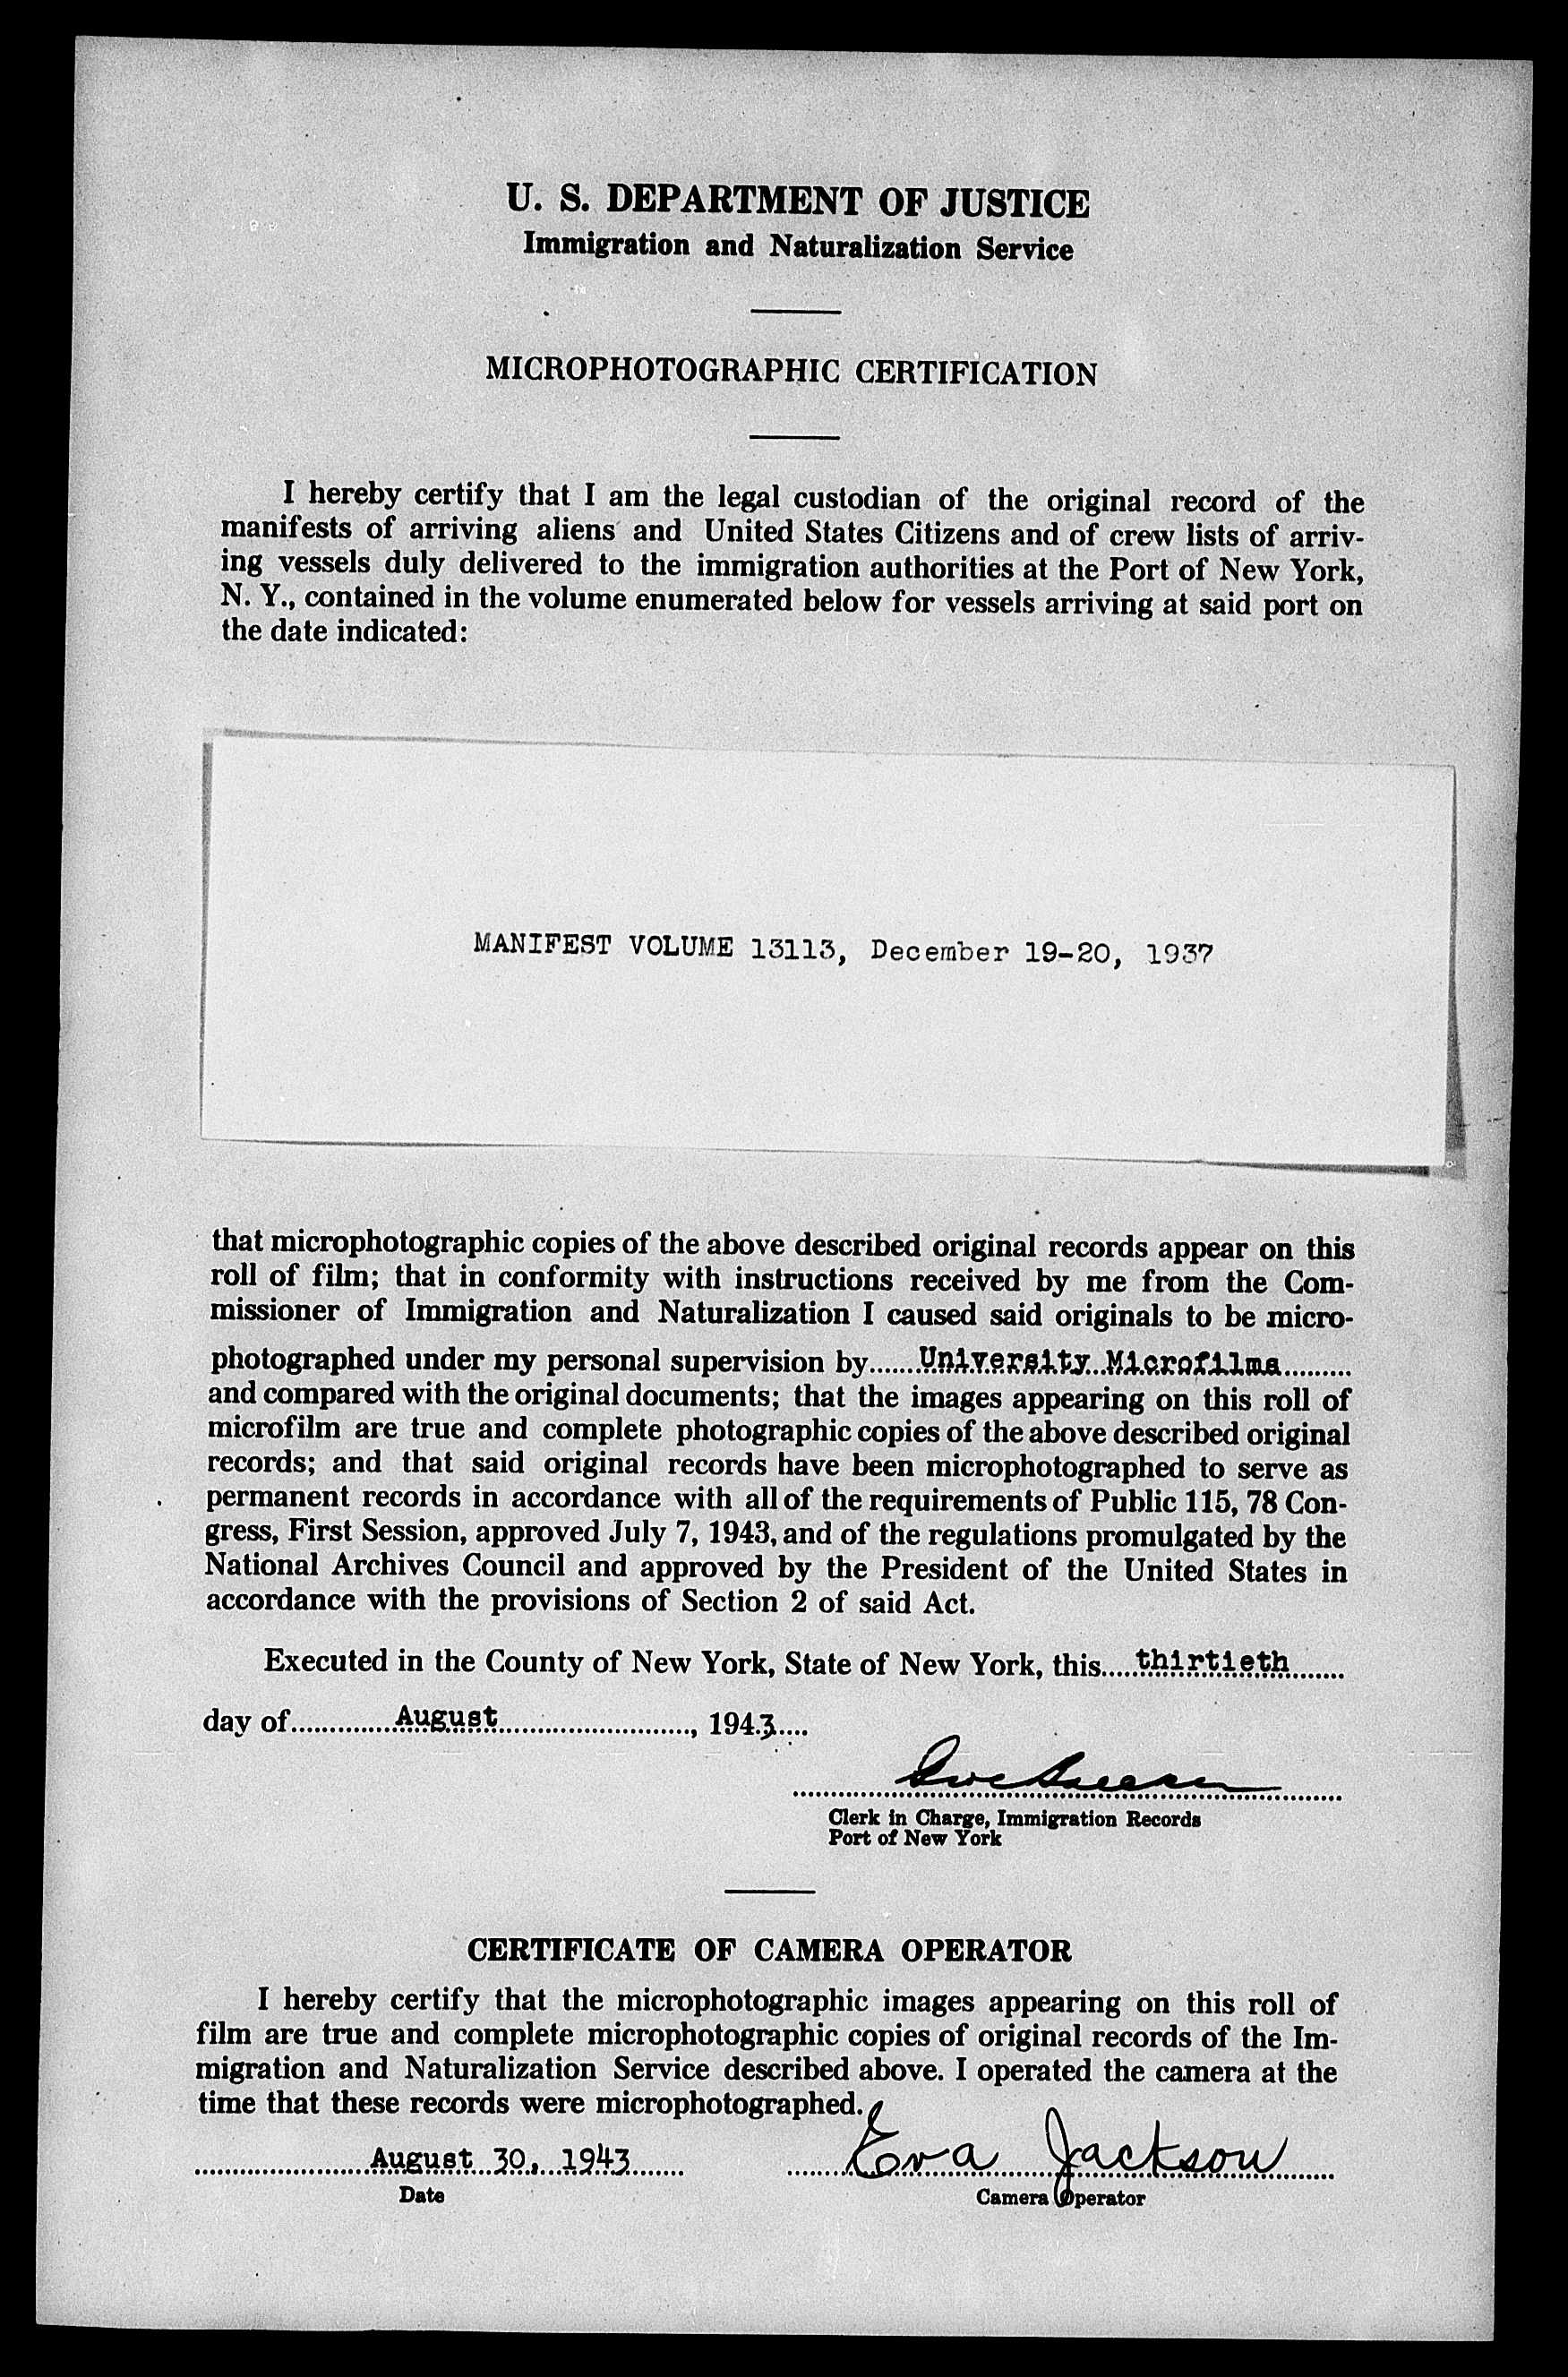 U. S. DEPARTMENT OF JUSTICE
Immigration and Naturalization Service
MICROPHOTOGRAPHIC CERTIFICATION
I hereby certify that I am the legal custodian of the original record of the
manifests of arriving aliens and United States Citizens and of crew lists of arriv-
ing vessels duly delivered to the immigration authorities at the Port of New York,
N. Y., contained in the volume enumerated below for vessels arriving at said port on
the date indicated:
MANIFEST VOLUME 13113, December 19-20, 1937
that microphotographic copies of the above described original records appear on this
roll of film; that in conformity with instructions received by me from the Com-
missioner of Immigration and Naturalization I caused said originals to be micro-
photographed under my personal supervision by......University Microfilms..........
and compared with the original documents; that the images appearing on this roll of
microfilm are true and complete photographic copies of the above described original
records; and that said original records have been microphotographed to serve as
permanent records in accordance with all of the requirements of Public 115, 78 Con-
gress, First Session, approved July 7, 1943, and of the regulations promulgated by the
National Archives Council and approved by the President of the United States in
accordance with the provisions of Section 2 of said Act.
Executed in the County of New York, State of New York, this.....thirtieth.......
day of..............August........................., 1943....
Clerk in Charge, Immigration Records
Port of New York
CERTIFICATE OF CAMERA OPERATOR
I hereby certify that the microphotographic images appearing on this roll of
film are true and complete microphotographic copies of original records of the Im-
migration and Naturalization Service described above. I operated the camera at the
time that these records were microphotographed.
August 30, 1943 Eva Jackson
Date Camera Operator